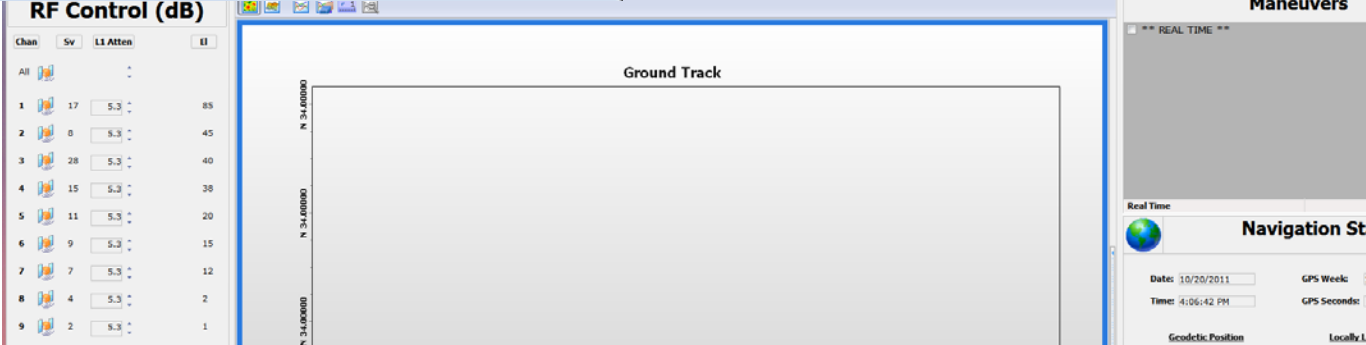 RF Control (dB)
Chan Sv L1 Atten El
All
1 17 5.3 85
2 8 5.3 45
3 28 5.3 40
4 15 5.3 38
5 11 5.3 20
6 9 5.3 15
7 7 5.3 12
8 4 5.3 2
9 2 5.3 1
Ground Track
N 34.00000
N 34.00000
N 34.00000
Maneuvers
** REAL TIME **
Real Time
Navigation St
Date: 10/20/2011 GPS Week:
Time: 4:06:42 PM GPS Seconds:
Geodetic Position Locally L